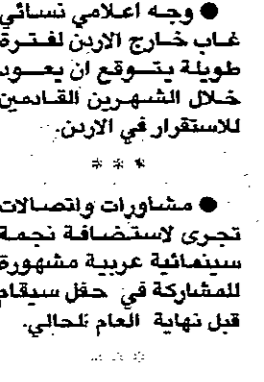 ● وجه اعلامي نسائي
غاب خارج الاردن لفترة
طويلة يتوقع ان يعود
خلال الشهرين القادمين
للاستقرار في الاردن.
* * *
● مشاورات واتصالات
تجرى لاستضافة نجمة
سينمائية عربية مشهورة
للمشاركة في حفل سيقام
قبل نهاية العام الحالي.
* * *